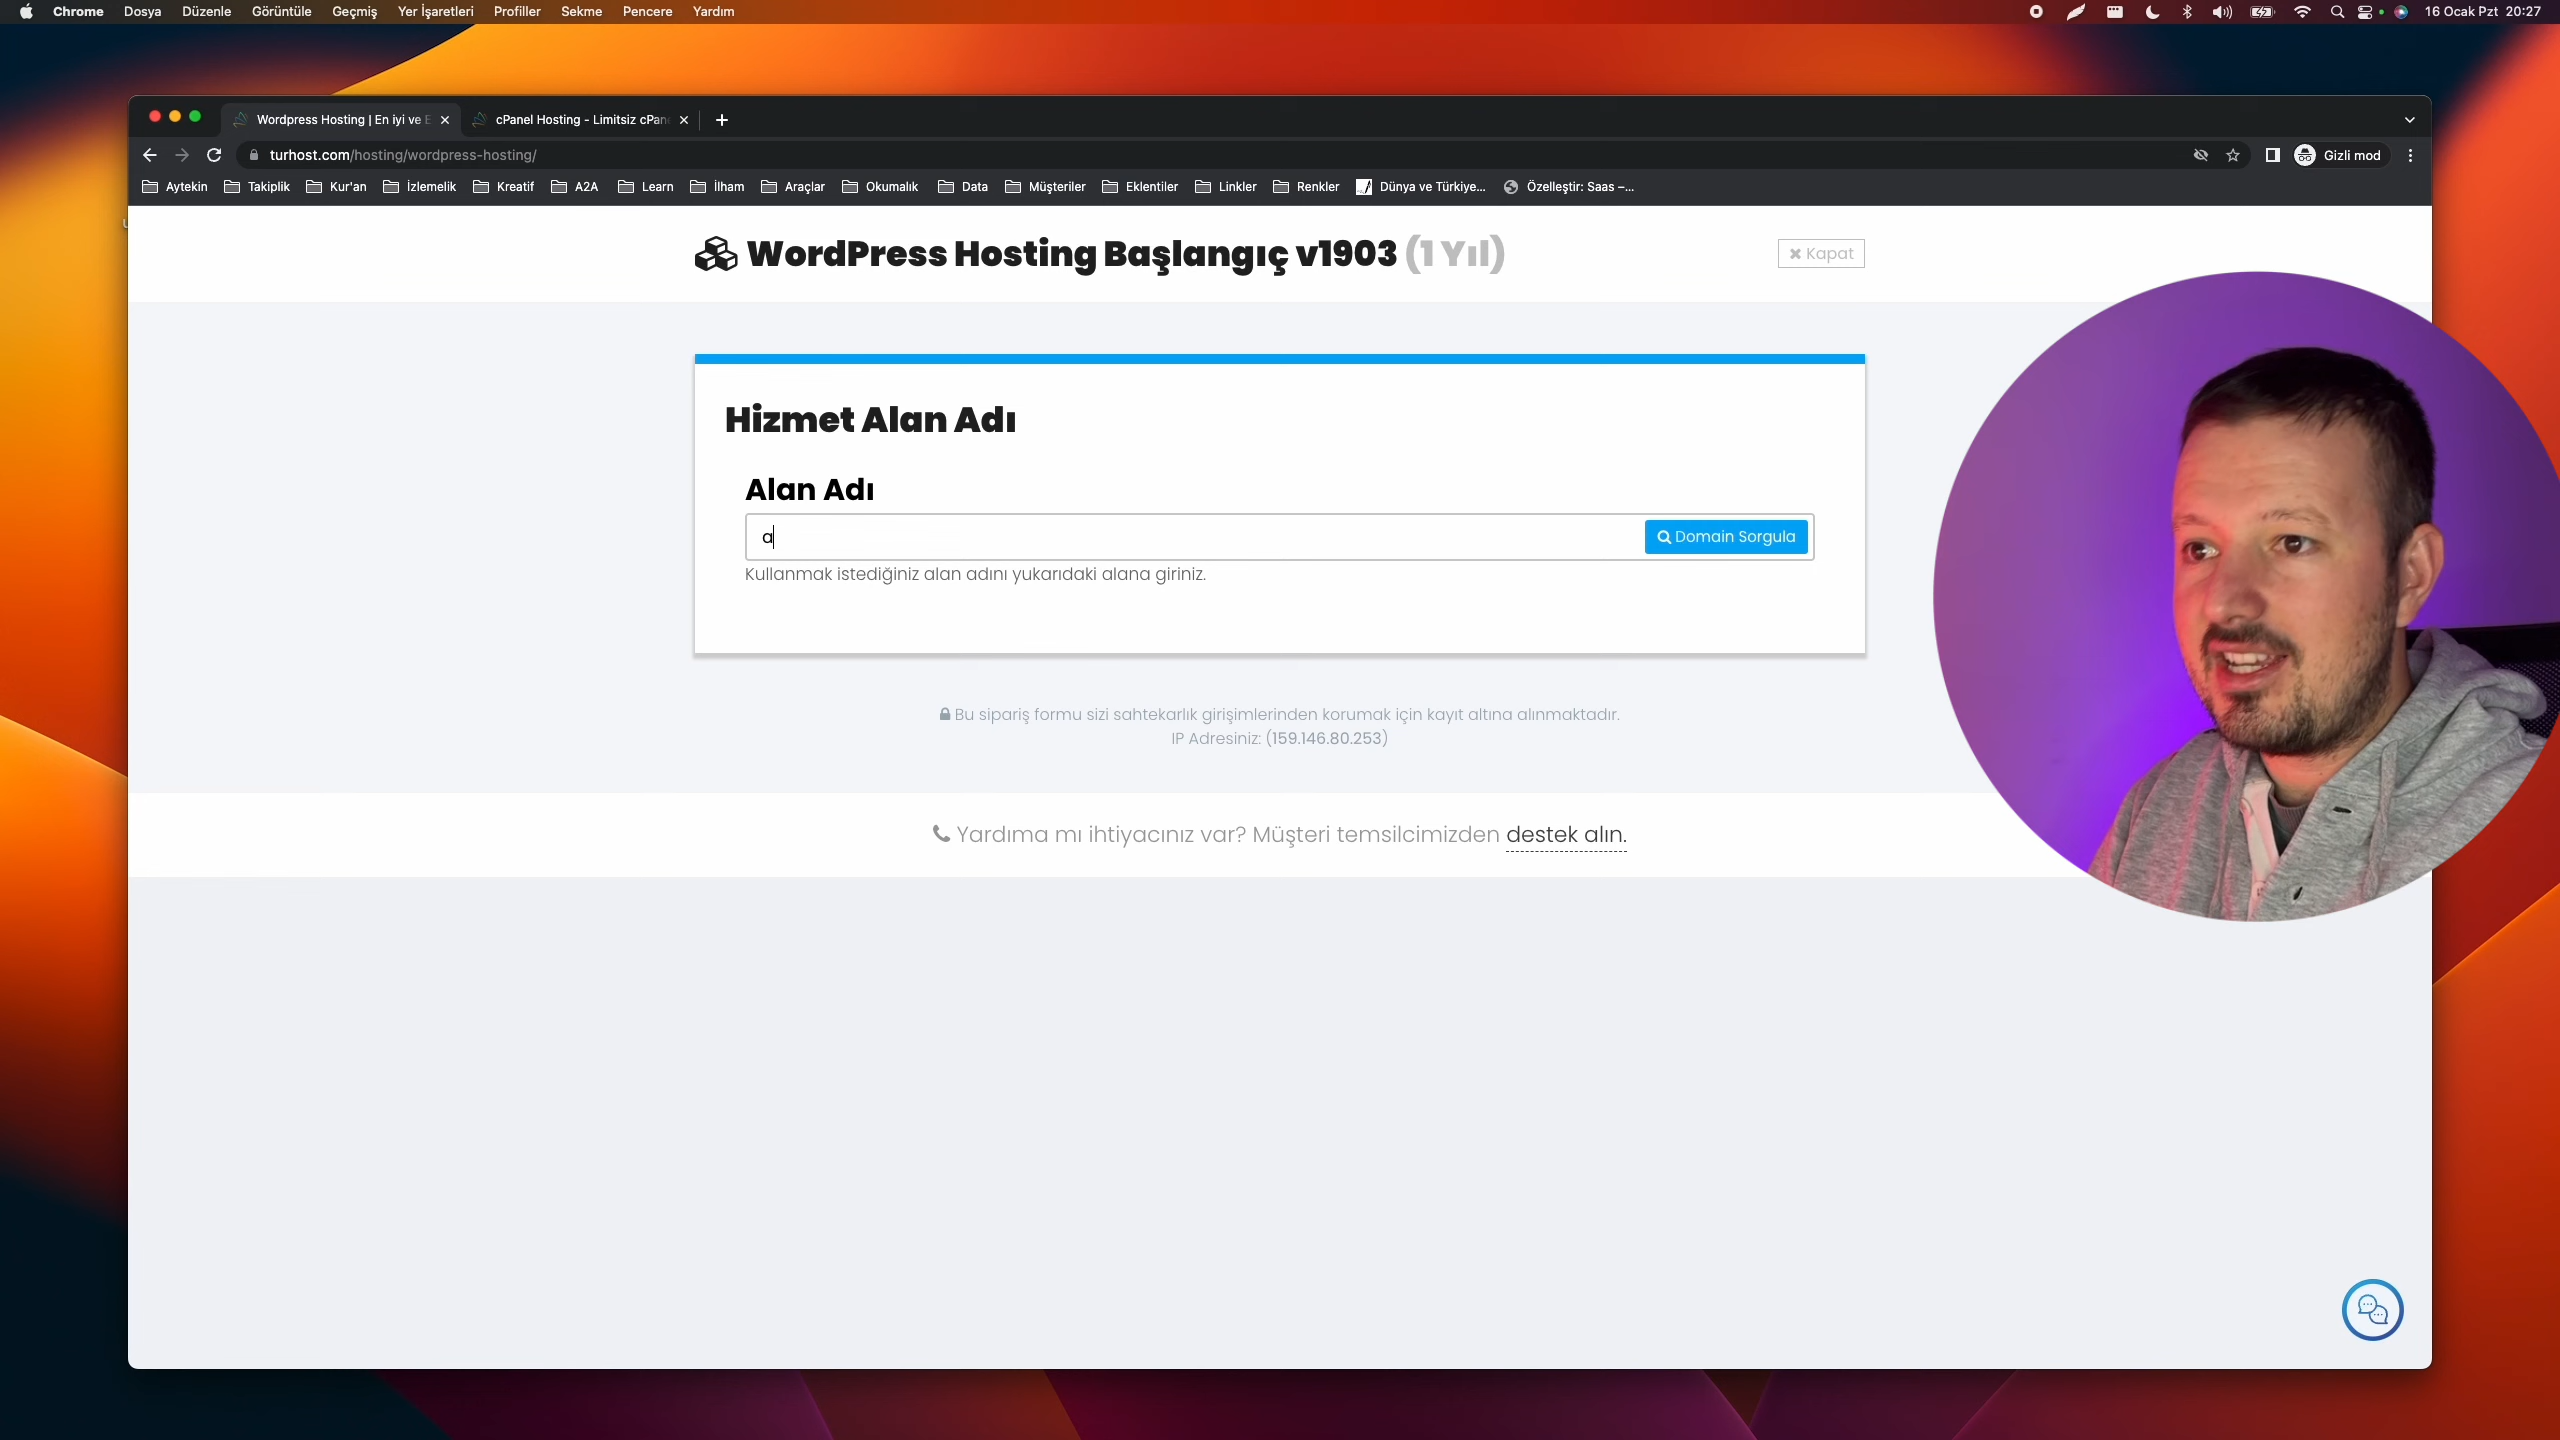 Chrome Dosya Düzenle Görüntüle Geçmiş Yer İşaretleri Profiller Sekme Pencere Yardım 16 Ocak Pzt 20:27
Wordpress Hosting | En iyi ve E cPanel Hosting - Limitsiz cPan
turhost.com/hosting/wordpress-hosting/ Gizli mod
Aytekin Takiplik Kur'an İzlemelik Kreatif A2A Learn İlham Araçlar Okumalık Data Müşteriler Eklentiler Linkler Renkler Dünya ve Türkiye... Özelleştir: Saas –...
WordPress Hosting Başlangıç v1903 (1 Yıl) Kapat
Hizmet Alan Adı
Alan Adı
a Domain Sorgula
Kullanmak istediğiniz alan adını yukarıdaki alana giriniz.
Bu sipariş formu sizi sahtekarlık girişimlerinden korumak için kayıt altına alınmaktadır.
IP Adresiniz: (159.146.80.253)
Yardıma mı ihtiyacınız var? Müşteri temsilcimizden destek alın.